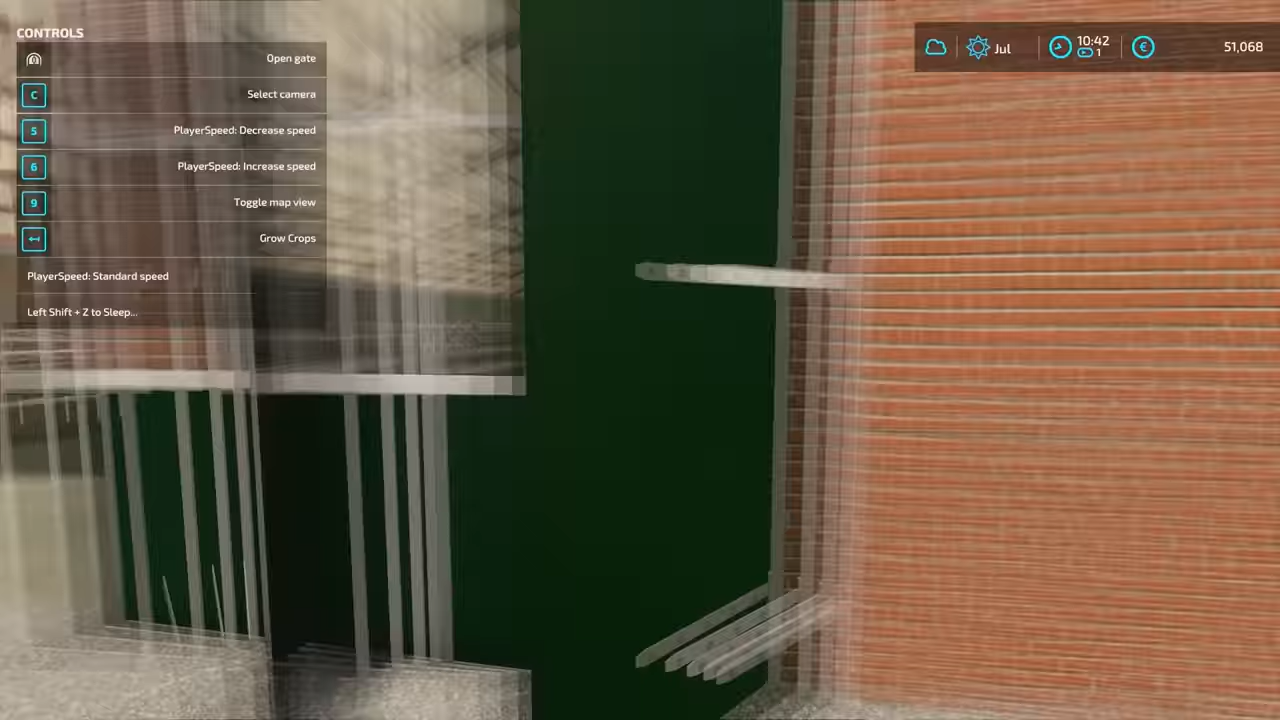 CONTROLS
Open gate
C Select camera
5 PlayerSpeed: Decrease speed
6 PlayerSpeed: Increase speed
9 Toggle map view
Grow Crops
PlayerSpeed: Standard speed
Left Shift + Z to Sleep...
Jul 10:42 € 51,068
1